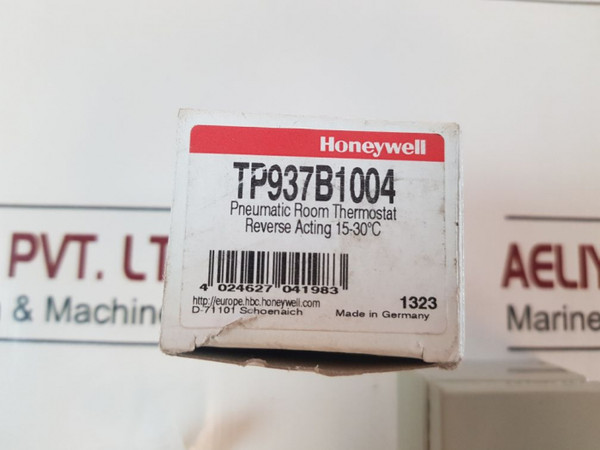 Honeywell
TP937B1004
Pneumatic Room Thermostat
Reverse Acting 15-30°C
4 024627 041983
http://europe.hbc.honeywell.com
1323
D-71101 Schoenaich
Made in Germany
PVT. LT
& Machine
AELIY
Marine